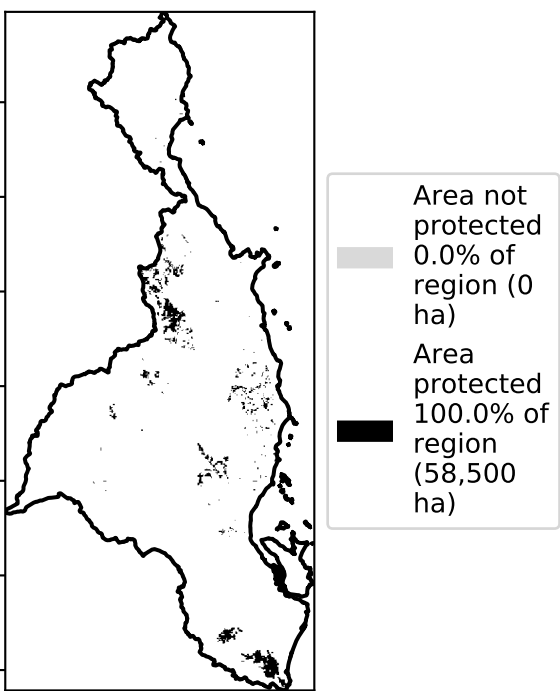 Area not
protected
0.0% of
region (0
ha)
Area
protected
100.0% of
region
(58,500
ha)